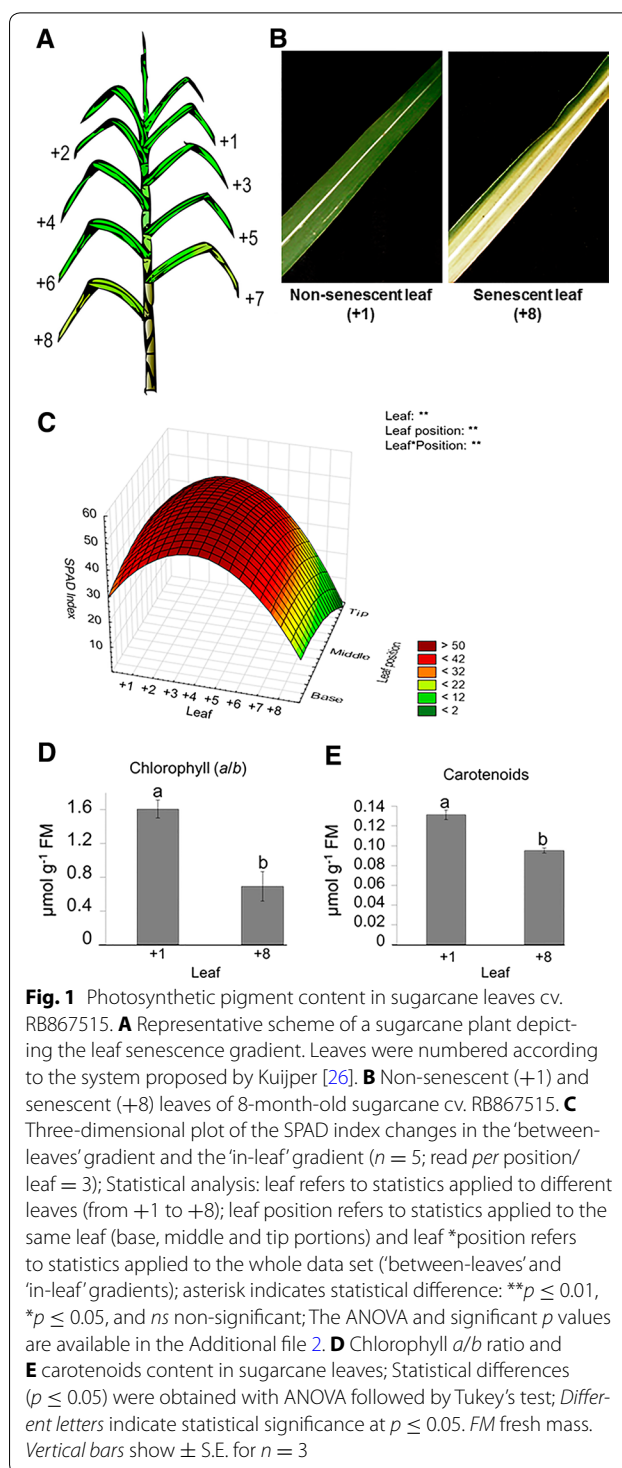 A
B
+1
+2
+3
+4
+5
+6
+7
+8
Non-senescent leaf
(+1)
Senescent leaf
(+8)
C
Leaf: **
Leaf position: **
Leaf*Position: **
60
50
40
30
20
10
SPAD Index
+1 +2 +3 +4 +5 +6 +7 +8
Leaf
Base
Middle
Tip
Leaf position
> 50
< 42
< 32
< 22
< 12
< 2
D
Chlorophyll (a/b)
µmol g⁻¹ FM
1.6
1.2
0.8
0.4
0
a
b
+1 +8
Leaf
E
Carotenoids
µmol g⁻¹ FM
0.14
0.12
0.10
0.08
0.06
0.04
0.02
0
a
b
+1 +8
Leaf
Fig. 1 Photosynthetic pigment content in sugarcane leaves cv.
RB867515. A Representative scheme of a sugarcane plant depict-
ing the leaf senescence gradient. Leaves were numbered according
to the system proposed by Kuijper [26]. B Non-senescent (+1) and
senescent (+8) leaves of 8-month-old sugarcane cv. RB867515. C
Three-dimensional plot of the SPAD index changes in the ‘between-
leaves’ gradient and the ‘in-leaf’ gradient (n = 5; read per position/
leaf = 3); Statistical analysis: leaf refers to statistics applied to different
leaves (from +1 to +8); leaf position refers to statistics applied to the
same leaf (base, middle and tip portions) and leaf *position refers
to statistics applied to the whole data set (‘between-leaves’ and
‘in-leaf’ gradients); asterisk indicates statistical difference: **p ≤ 0.01,
*p ≤ 0.05, and ns non-significant; The ANOVA and significant p values
are available in the Additional file 2. D Chlorophyll a/b ratio and
E carotenoids content in sugarcane leaves; Statistical differences
(p ≤ 0.05) were obtained with ANOVA followed by Tukey’s test; Differ-
ent letters indicate statistical significance at p ≤ 0.05. FM fresh mass.
Vertical bars show ± S.E. for n = 3